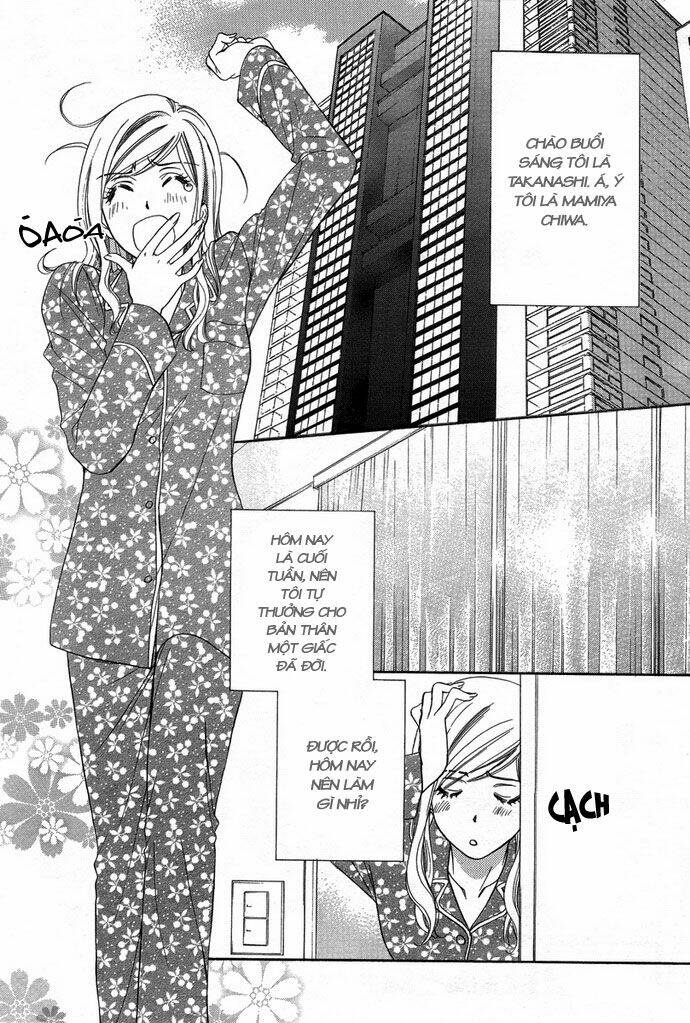 CHÀO BUỔI
SÁNG TÔI LÀ
TAKANASHI. Á, Ý
TÔI LÀ MAMIYA
CHIWA.
ÓAÓA
HÔM NAY
LÀ CUỐI
TUẦN, NÊN
TÔI TỰ
THƯỞNG CHO
BẢN THÂN
MỘT GIẤC
ĐÃ ĐỜI.
ĐƯỢC RỒI,
HÔM NAY
NÊN LÀM
GÌ NHỈ?
CẠCH